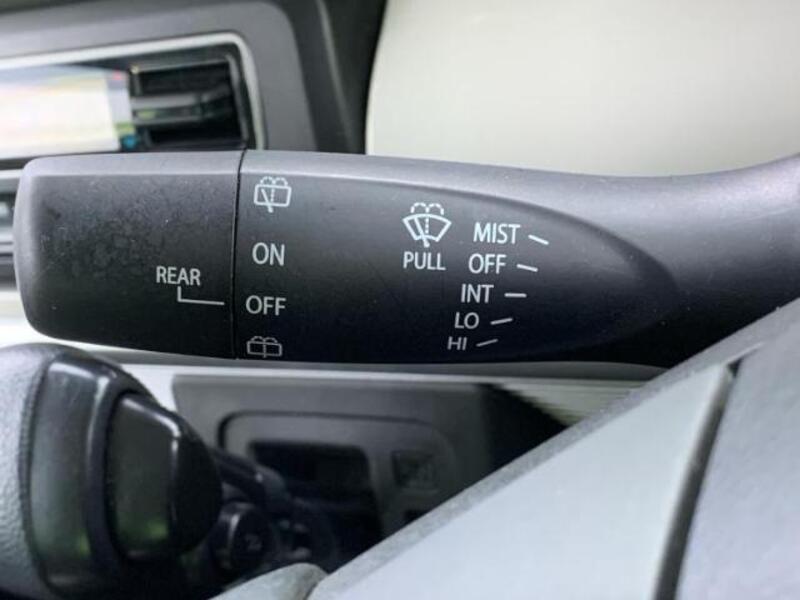 REAR
ON
OFF
PULL
MIST
OFF
INT
LO
HI